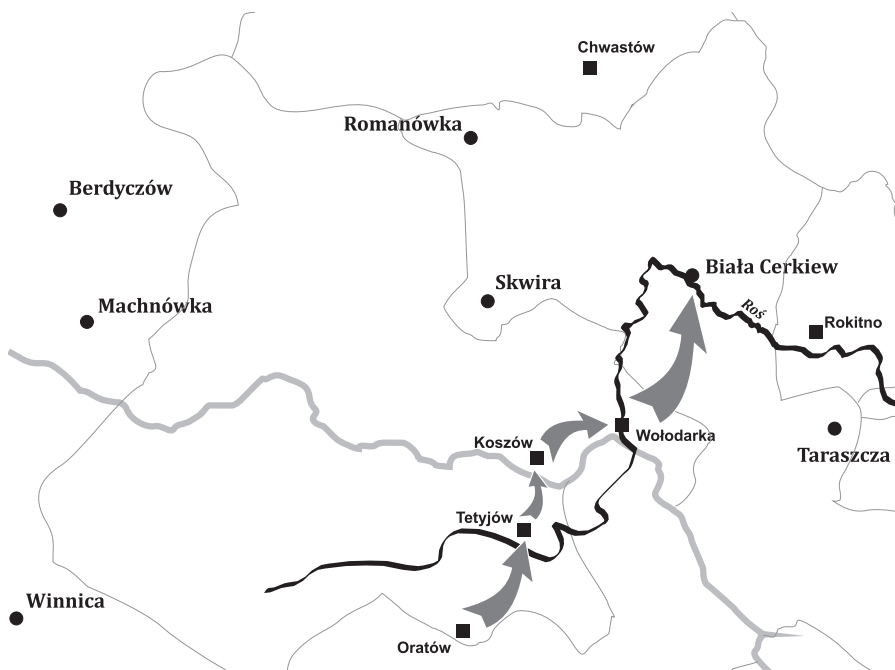 Chwastów
Romanówka
Berdyczów
Biała Cerkiew
Skwira
Machnówka
Roś
Rokitno
Koszów
Wołodarka
Taraszcza
Tetyjów
Winnica
Oratów